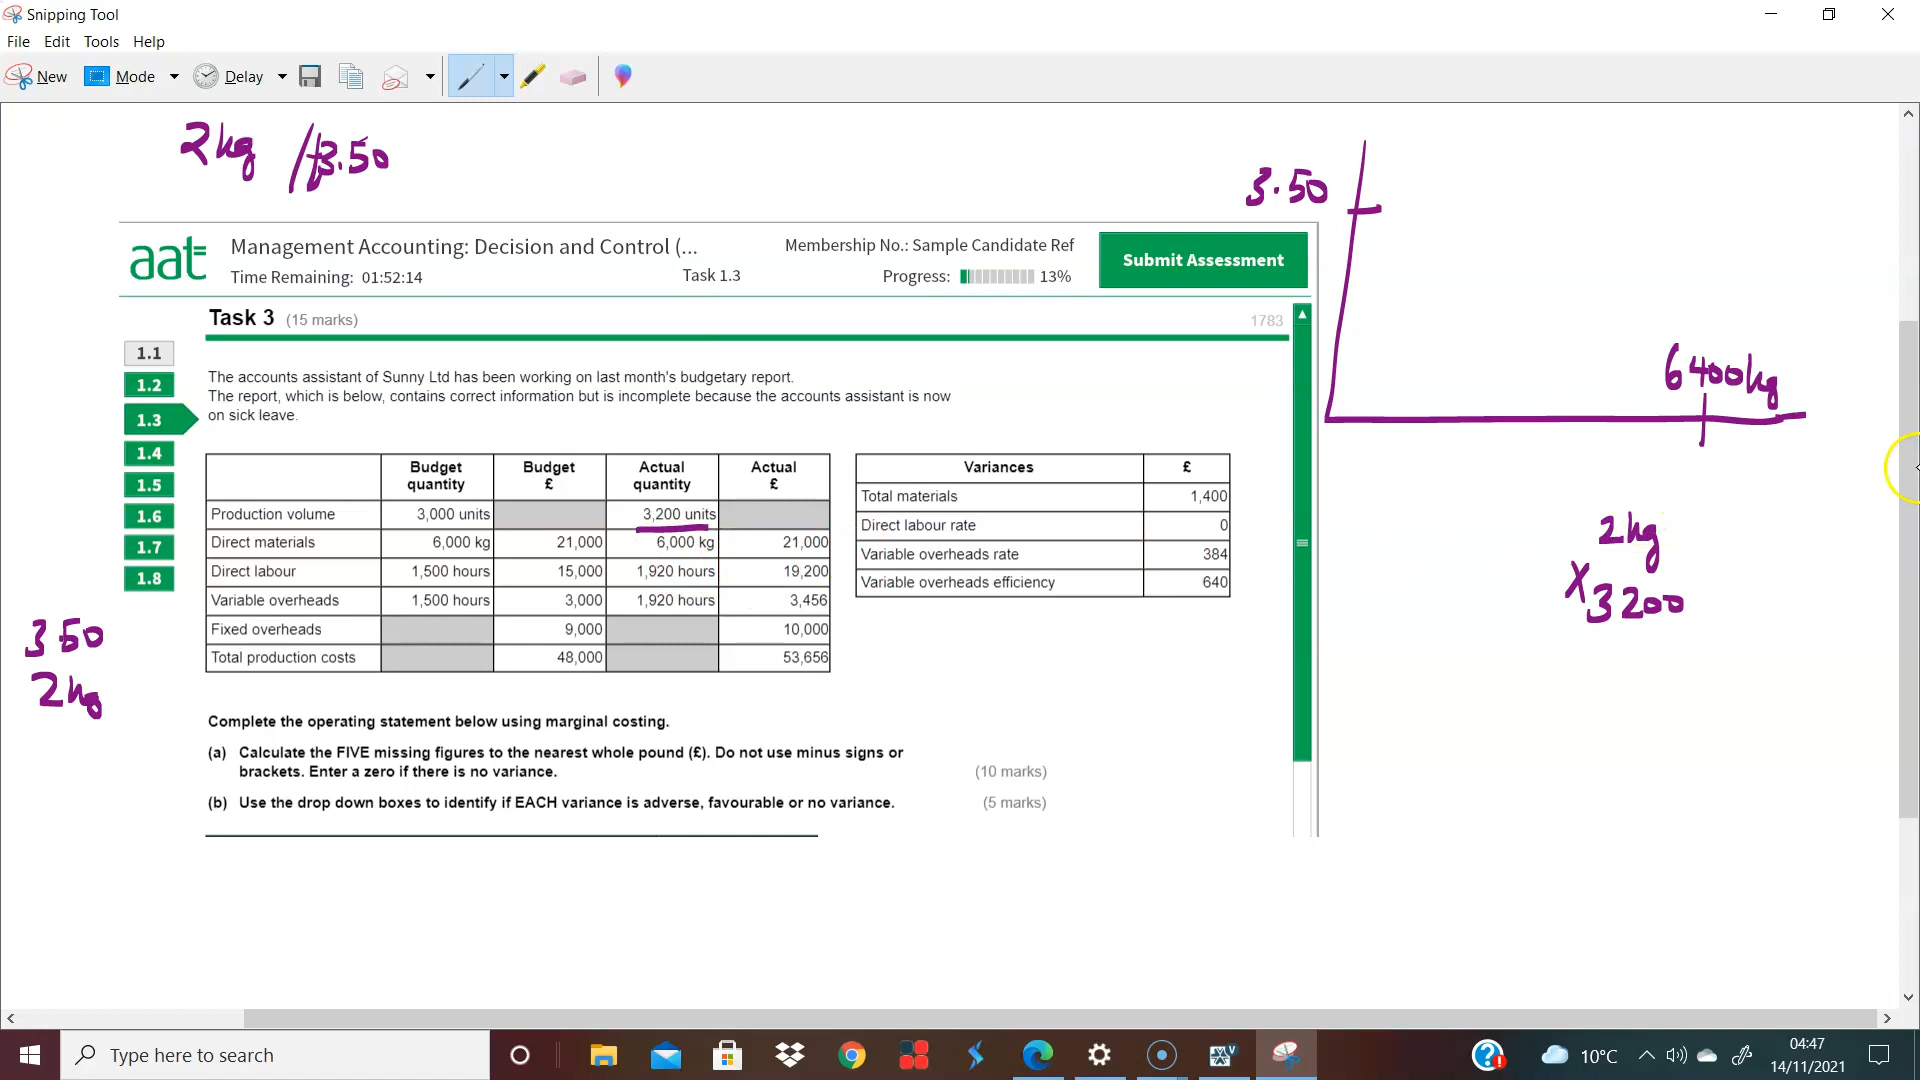 Snipping Tool
File Edit Tools Help
New Mode Delay
2kg /£3.50
3.50
aat
Management Accounting: Decision and Control (...
Membership No.: Sample Candidate Ref
Submit Assessment
Time Remaining: 01:52:14
Task 1.3
Progress: 13%
Task 3 (15 marks)
1783
1.1
1.2
1.3
1.4
1.5
1.6
1.7
1.8
The accounts assistant of Sunny Ltd has been working on last month's budgetary report.
The report, which is below, contains correct information but is incomplete because the accounts assistant is now
on sick leave.
6400kg
Budget quantity Budget £ Actual quantity Actual £
Production volume 3,000 units 3,200 units
Direct materials 6,000 kg 21,000 6,000 kg 21,000
Direct labour 1,500 hours 15,000 1,920 hours 19,200
Variable overheads 1,500 hours 3,000 1,920 hours 3,456
Fixed overheads 9,000 10,000
Total production costs 48,000 53,656
Variances £
Total materials 1,400
Direct labour rate 0
Variable overheads rate 384
Variable overheads efficiency 640
2kg
X3200
350
2kg
Complete the operating statement below using marginal costing.
(a) Calculate the FIVE missing figures to the nearest whole pound (£). Do not use minus signs or
brackets. Enter a zero if there is no variance.
(10 marks)
(b) Use the drop down boxes to identify if EACH variance is adverse, favourable or no variance.
(5 marks)
Type here to search
10°C
04:47
14/11/2021